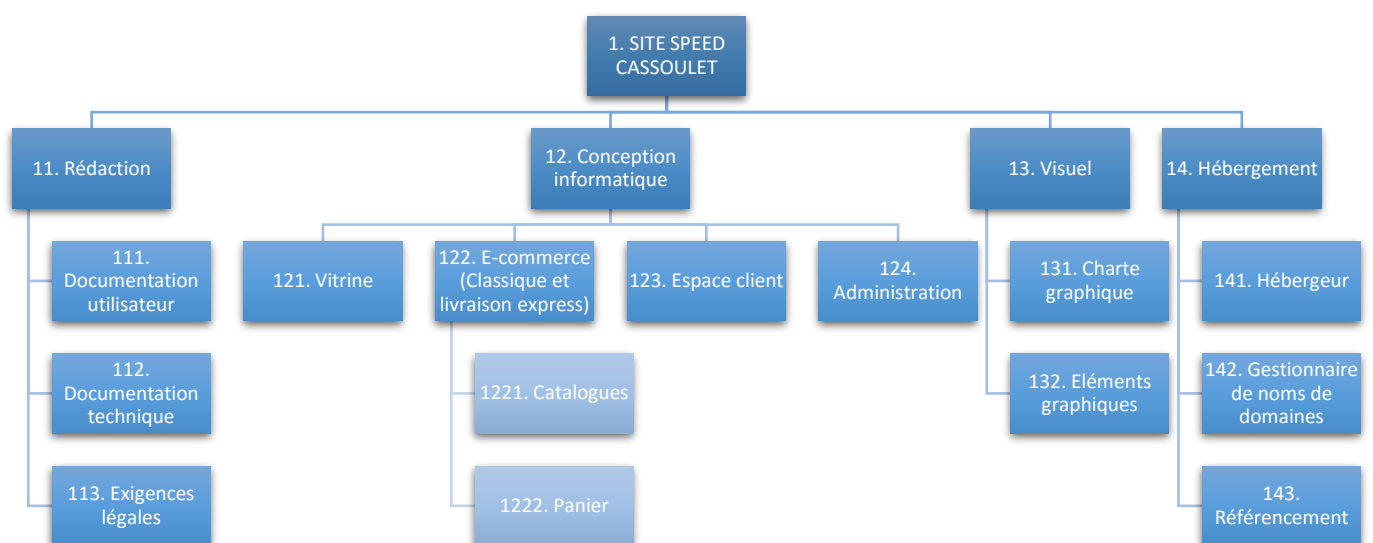 1. SITE SPEED
CASSOULET
11. Rédaction
12. Conception
informatique
13. Visuel
14. Hébergement
111.
Documentation
utilisateur
121. Vitrine
122. E-commerce
(Classique et
livraison express)
123. Espace client
124.
Administration
131. Charte
graphique
141. Hébergeur
112.
Documentation
technique
1221. Catalogues
132. Eléments
graphiques
142. Gestionnaire
de noms de
domaines
113. Exigences
légales
1222. Panier
143.
Référencement